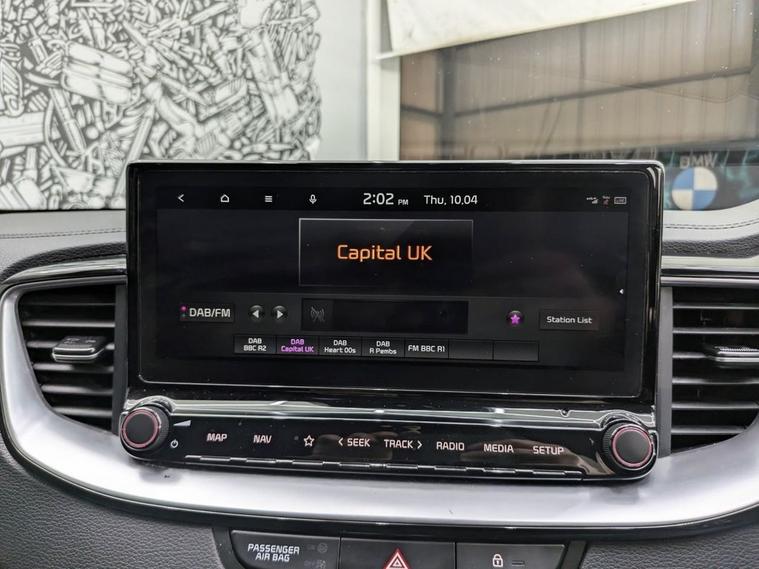 2:02 PM Thu, 10.04
Capital UK
DAB/FM
Station List
DAB
BBC R2
DAB
Capital UK
DAB
Heart 00s
DAB
R Pembs
FM BBC R1
MAP NAV SEEK TRACK RADIO MEDIA SETUP
PASSENGER
AIR BAG